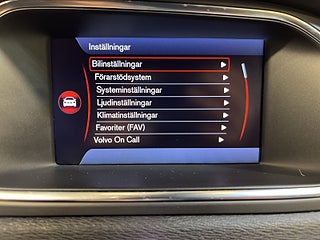 Inställningar
Bilinställningar
Förarstödsystem
Systeminställningar
Ljudinställningar
Klimatinställningar
Favoriter (FAV)
Volvo On Call